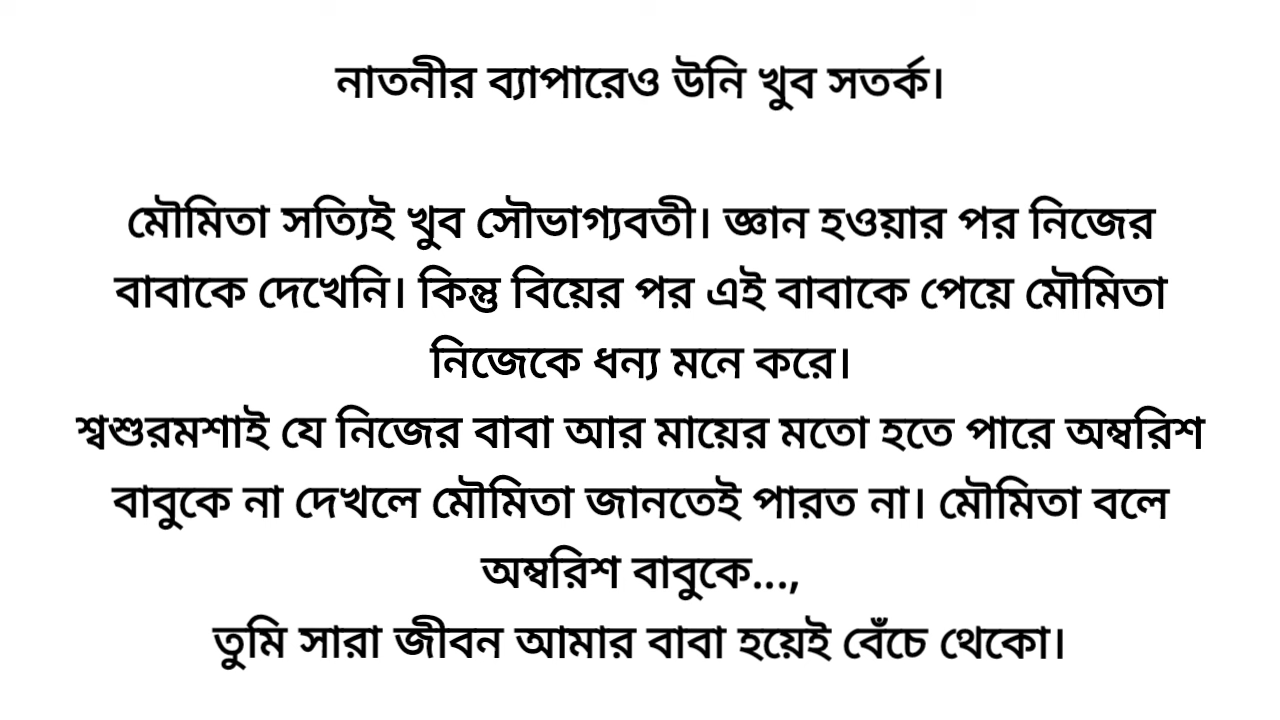 নাতনীর ব্যাপারেও উনি খুব সতর্ক।
মৌমিতা সত্যিই খুব সৌভাগ্যবতী। জ্ঞান হওয়ার পর নিজের
বাবাকে দেখেনি। কিন্তু বিয়ের পর এই বাবাকে পেয়ে মৌমিতা
নিজেকে ধন্য মনে করে।
শ্বশুরমশাই যে নিজের বাবা আর মায়ের মতো হতে পারে অম্বরিশ
বাবুকে না দেখলে মৌমিতা জানতেই পারত না। মৌমিতা বলে
অম্বরিশ বাবুকে...,
তুমি সারা জীবন আমার বাবা হয়েই বেঁচে থেকো।